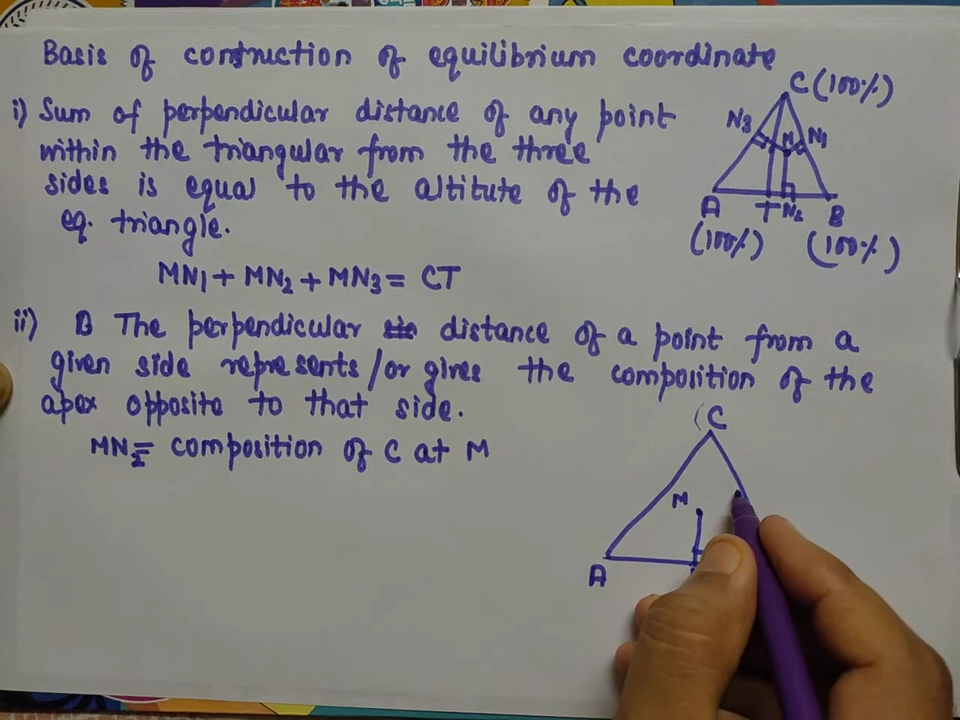 Basis of contruction of equilibrium coordinate
i) Sum of perpendicular distance of any point
within the triangular from the three
sides is equal to the altitute of the
eq. triangle.
MN1 + MN2 + MN3 = CT
C (100%)
N3 M N1
A T N2 B
(100%) (100%)
ii) B The perpendicular distance of a point from a
given side represents/or gives the composition of the
apex opposite to that side.
MN2 = composition of C at M
C
M
A